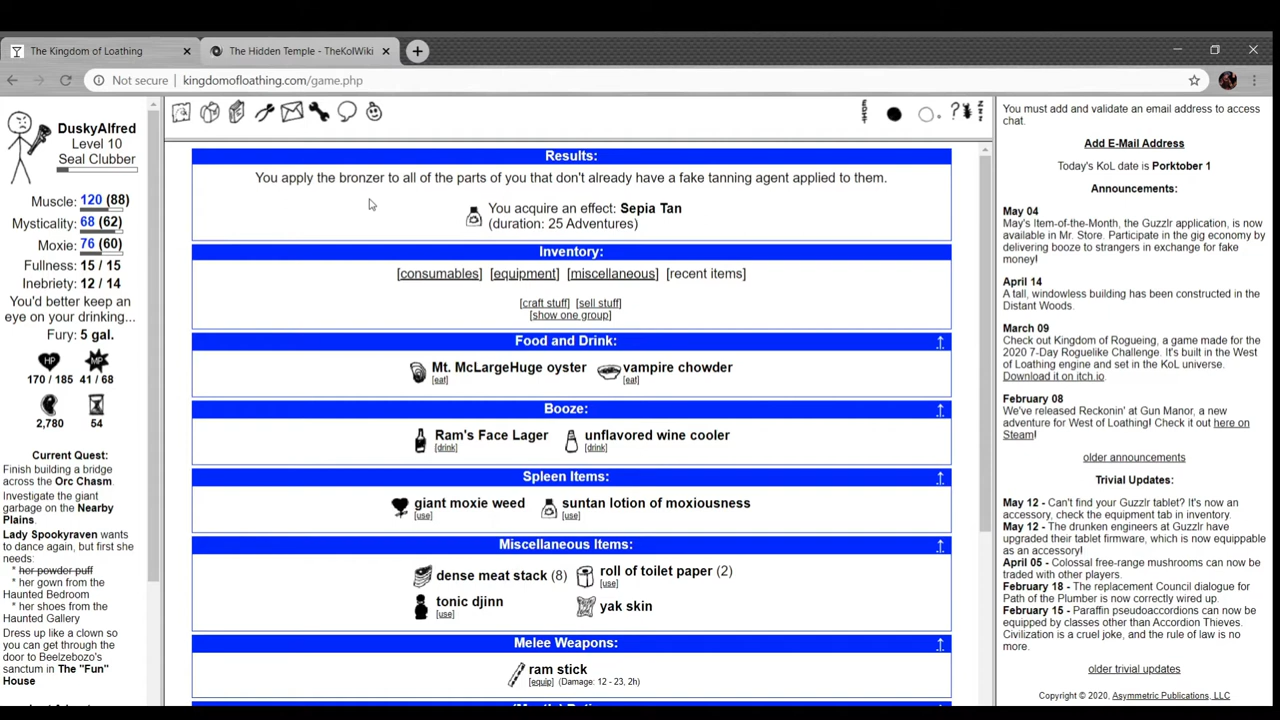 The Kingdom of Loathing
The Hidden Temple - TheKolWiki
Not secure kingdomofloathing.com/game.php
DuskyAlfred
Level 10
Seal Clubber
Muscle: 120 (88)
Mysticality: 68 (62)
Moxie: 76 (60)
Fullness: 15 / 15
Inebriety: 12 / 14
You'd better keep an
eye on your drinking...
Fury: 5 gal.
HP MP
170 / 185 41 / 68
2,780 54
Current Quest:
Finish building a bridge
across the Orc Chasm.
Investigate the giant
garbage on the Nearby
Plains.
Lady Spookyraven wants
to dance again, but first she
needs:
* her powder puff
* her gown from the
Haunted Bedroom
* her shoes from the
Haunted Gallery
Dress up like a clown so
you can get through the
door to Beelzebozo's
sanctum in The "Fun"
House
Results:
You apply the bronzer to all of the parts of you that don't already have a fake tanning agent applied to them.
You acquire an effect: Sepia Tan
(duration: 25 Adventures)
Inventory:
[consumables] [equipment] [miscellaneous] [recent items]
[craft stuff] [sell stuff]
[show one group]
Food and Drink:
Mt. McLargeHuge oyster vampire chowder
[eat] [eat]
Booze:
Ram's Face Lager unflavored wine cooler
[drink] [drink]
Spleen Items:
giant moxie weed suntan lotion of moxiousness
[use] [use]
Miscellaneous Items:
dense meat stack (8) roll of toilet paper (2)
[use]
tonic djinn yak skin
[use]
Melee Weapons:
ram stick
[equip] (Damage: 12 - 23, 2h)
You must add and validate an email address to access
chat.
Add E-Mail Address
Today's KoL date is Porktober 1
Announcements:
May 04
May's Item-of-the-Month, the Guzzlr application, is now
available in Mr. Store. Participate in the gig economy by
delivering booze to strangers in exchange for fake
money!
April 14
A tall, windowless building has been constructed in the
Distant Woods.
March 09
Check out Kingdom of Rogueing, a game made for the
2020 7-Day Roguelike Challenge. It's built in the West
of Loathing engine and set in the KoL universe.
Download it on itch.io.
February 08
We've released Reckonin' at Gun Manor, a new
adventure for West of Loathing! Check it out here on
Steam!
older announcements
Trivial Updates:
May 12 - Can't find your Guzzlr tablet? It's now an
accessory, check the equipment tab in inventory.
May 12 - The drunken engineers at Guzzlr have
upgraded their tablet firmware, which is now equippable
as an accessory!
April 05 - Colossal free-range mushrooms can now be
traded with other players.
February 18 - The replacement Council dialogue for
Path of the Plumber is now correctly wired up.
February 15 - Paraffin pseudoaccordions can now be
equipped by classes other than Accordion Thieves.
Civilization is a cruel joke, and the rule of law is no
more.
older trivial updates
Copyright © 2020, Asymmetric Publications, LLC